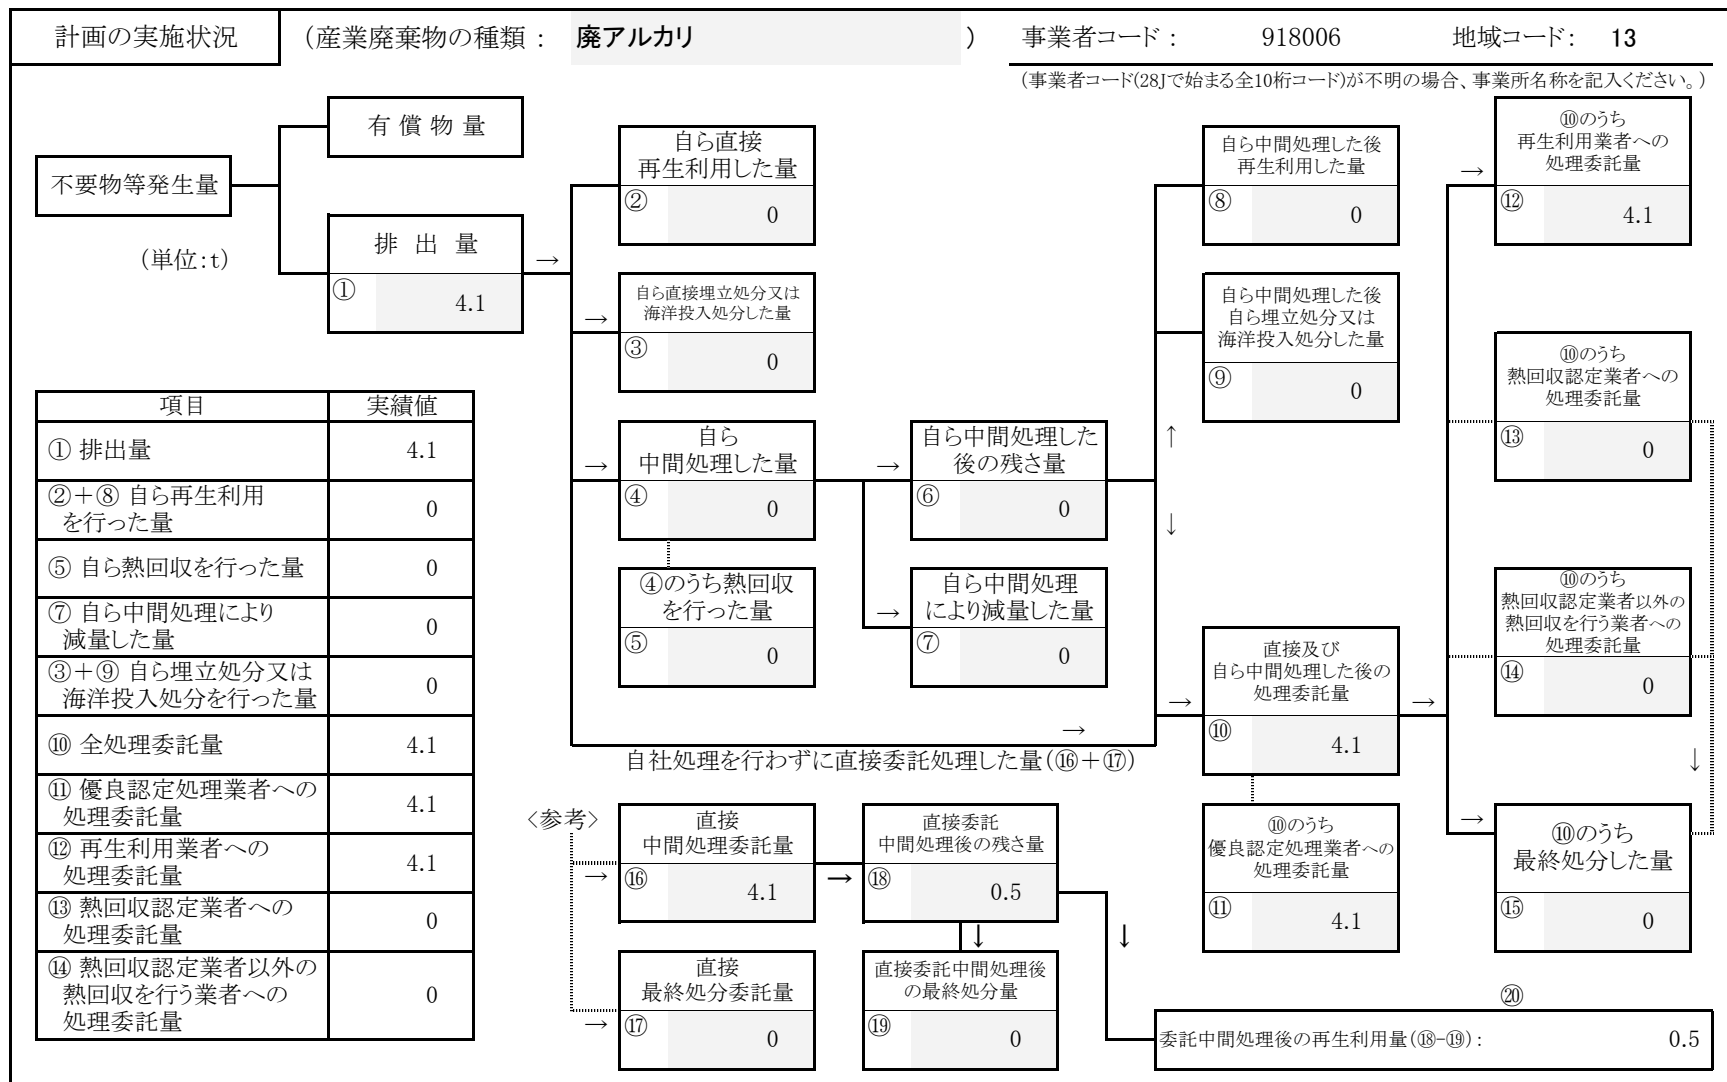 計画の実施状況
(産業廃棄物の種類： 廃アルカリ )
事業者コード： 918006 地域コード： 13
(事業者コード(28Jで始まる全10桁コード)が不明の場合、事業所名称を記入ください。)
不要物等発生量
(単位:t)
有 償 物 量
排 出 量
① 4.1
→
自ら直接
再生利用した量
② 0
→
自ら直接埋立処分又は
海洋投入処分した量
③ 0
→
自ら
中間処理した量
④ 0
④のうち熱回収
を行った量
⑤ 0
→
自ら中間処理した
後の残さ量
⑥ 0
→
自ら中間処理
により減量した量
⑦ 0
↑
↓
自ら中間処理した後
再生利用した量
⑧ 0
自ら中間処理した後
自ら埋立処分又は
海洋投入処分した量
⑨ 0
→
自社処理を行わずに直接委託処理した量(⑯＋⑰)
→
直接及び
自ら中間処理した後の
処理委託量
⑩ 4.1
⑩のうち
優良認定処理業者への
処理委託量
⑪ 4.1
→
→
⑩のうち
再生利用業者への
処理委託量
⑫ 4.1
⑩のうち
熱回収認定業者への
処理委託量
⑬ 0
⑩のうち
熱回収認定業者以外の
熱回収を行う業者への
処理委託量
⑭ 0
↓
→
⑩のうち
最終処分した量
⑮ 0
項目 実績値
① 排出量 4.1
②＋⑧ 自ら再生利用
を行った量 0
⑤ 自ら熱回収を行った量 0
⑦ 自ら中間処理により
減量した量 0
③＋⑨ 自ら埋立処分又は
海洋投入処分を行った量 0
⑩ 全処理委託量 4.1
⑪ 優良認定処理業者への
処理委託量 4.1
⑫ 再生利用業者への
処理委託量 4.1
⑬ 熱回収認定業者への
処理委託量 0
⑭ 熱回収認定業者以外の
熱回収を行う業者への
処理委託量 0
<参考>
→
直接
中間処理委託量
⑯ 4.1
→
直接委託
中間処理後の残さ量
⑱ 0.5
→
直接
最終処分委託量
⑰ 0
↓
直接委託中間処理後
の最終処分量
⑲ 0
↓
⑳
委託中間処理後の再生利用量(⑱-⑲)： 0.5